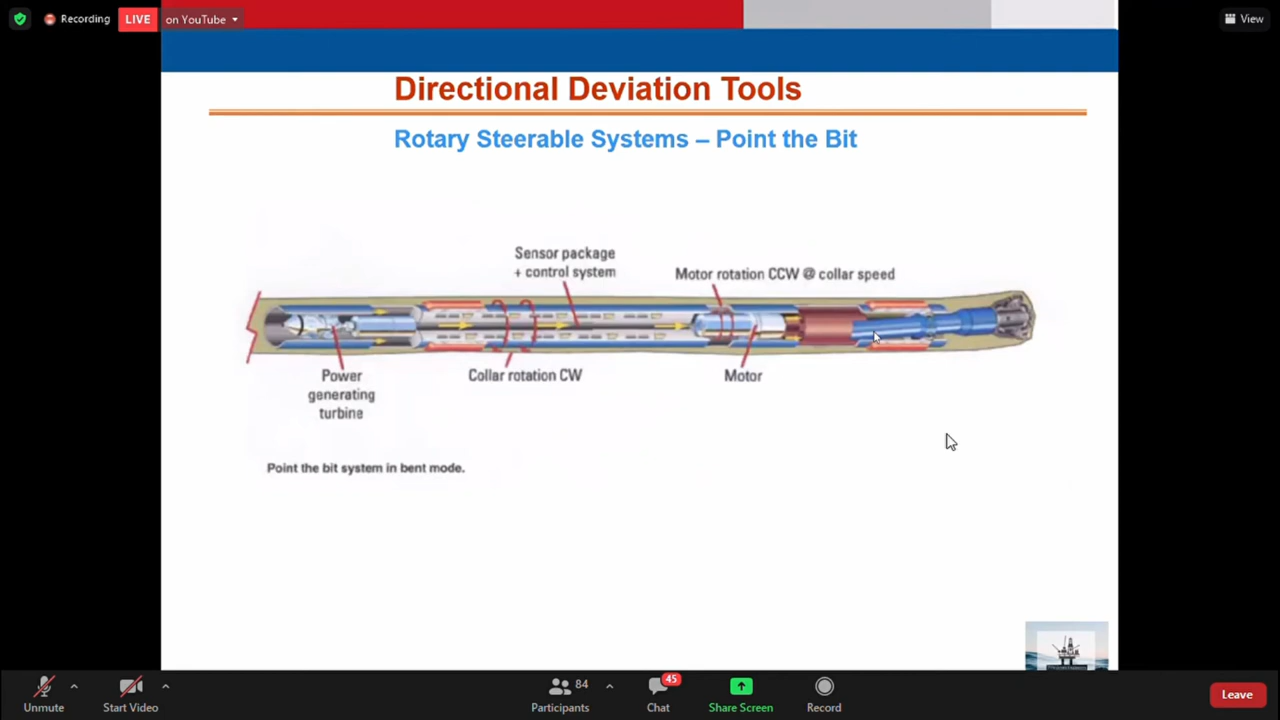 Recording
LIVE
on YouTube
View
Directional Deviation Tools
Rotary Steerable Systems – Point the Bit
Sensor package
+ control system
Motor rotation CCW @ collar speed
Power
generating
turbine
Collar rotation CW
Motor
Point the bit system in bent mode.
Unmute
Start Video
84
Participants
45
Chat
Share Screen
Record
Leave